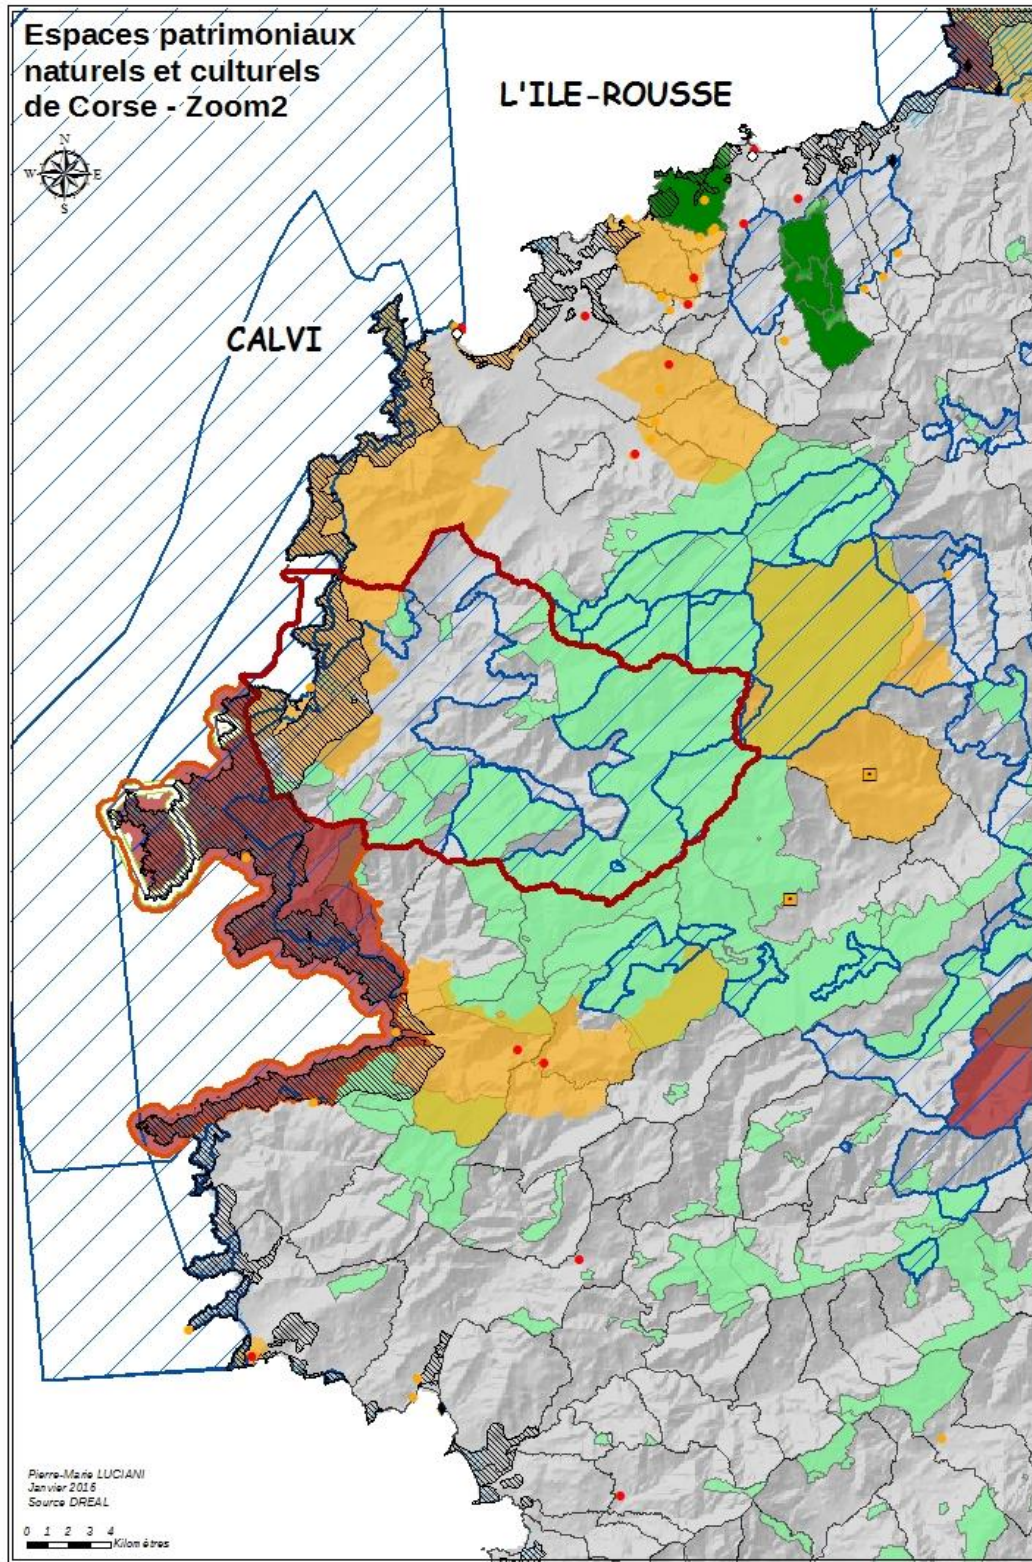 Espaces patrimoniaux
naturels et culturels
de Corse - Zoom2
L'ILE-ROUSSE
N
W E
S
CALVI
Pierre-Marie LUCIANI
Janvier 2016
Source DREAL
0 1 2 3 4
Kilomètres